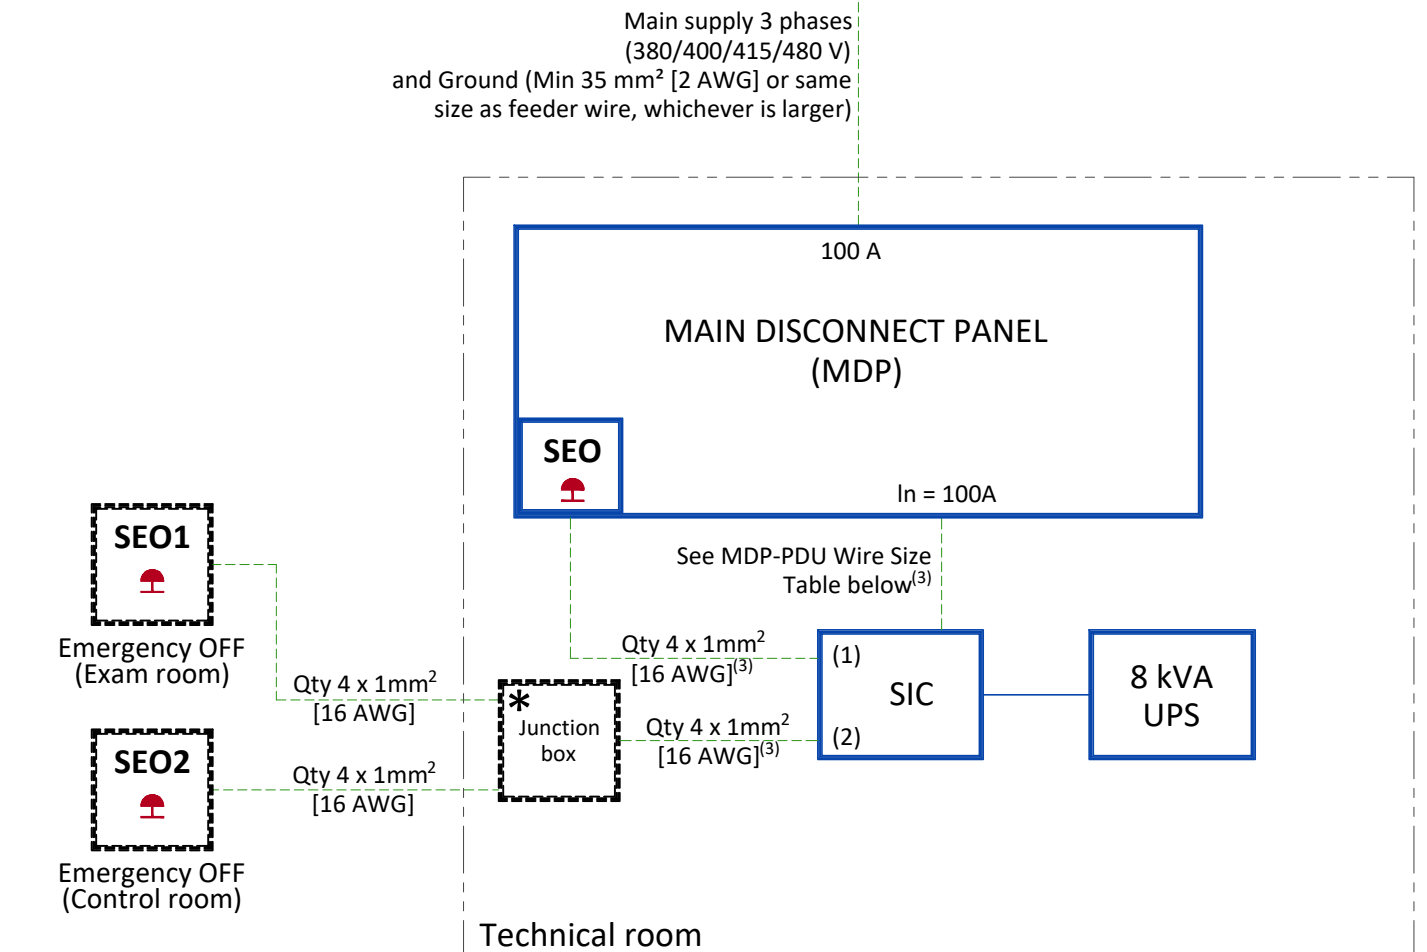 Main supply 3 phases
(380/400/415/480 V)
and Ground (Min 35 mm² [2 AWG] or same
size as feeder wire, whichever is larger)
100 A
MAIN DISCONNECT PANEL
(MDP)
SEO
In = 100A
See MDP-PDU Wire Size
Table below(3)
SEO1
Emergency OFF
(Exam room)
Qty 4 x 1mm2
[16 AWG]
Qty 4 x 1mm2
[16 AWG](3)
(1)
SIC
(2)
8 kVA
UPS
*
Junction
box
Qty 4 x 1mm2
[16 AWG](3)
SEO2
Emergency OFF
(Control room)
Qty 4 x 1mm2
[16 AWG]
Technical room